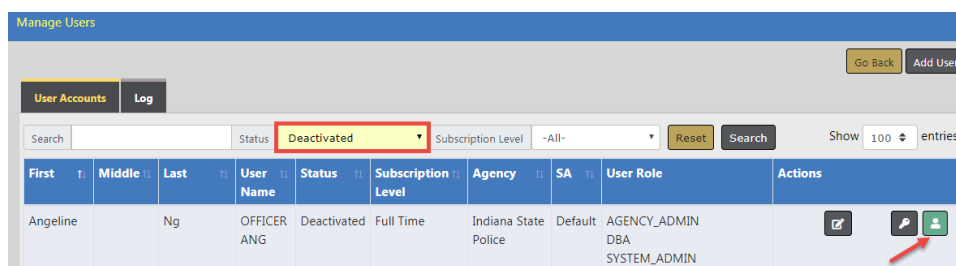 Manage Users
Go Back Add User
User Accounts Log
Search Status Deactivated Subscription Level -All- Reset Search Show 100 entries
First Middle Last User Name Status Subscription Level Agency SA User Role Actions
Angeline Ng OFFICER Deactivated Full Time Indiana State Default AGENCY_ADMIN
ANG Police DBA
SYSTEM_ADMIN